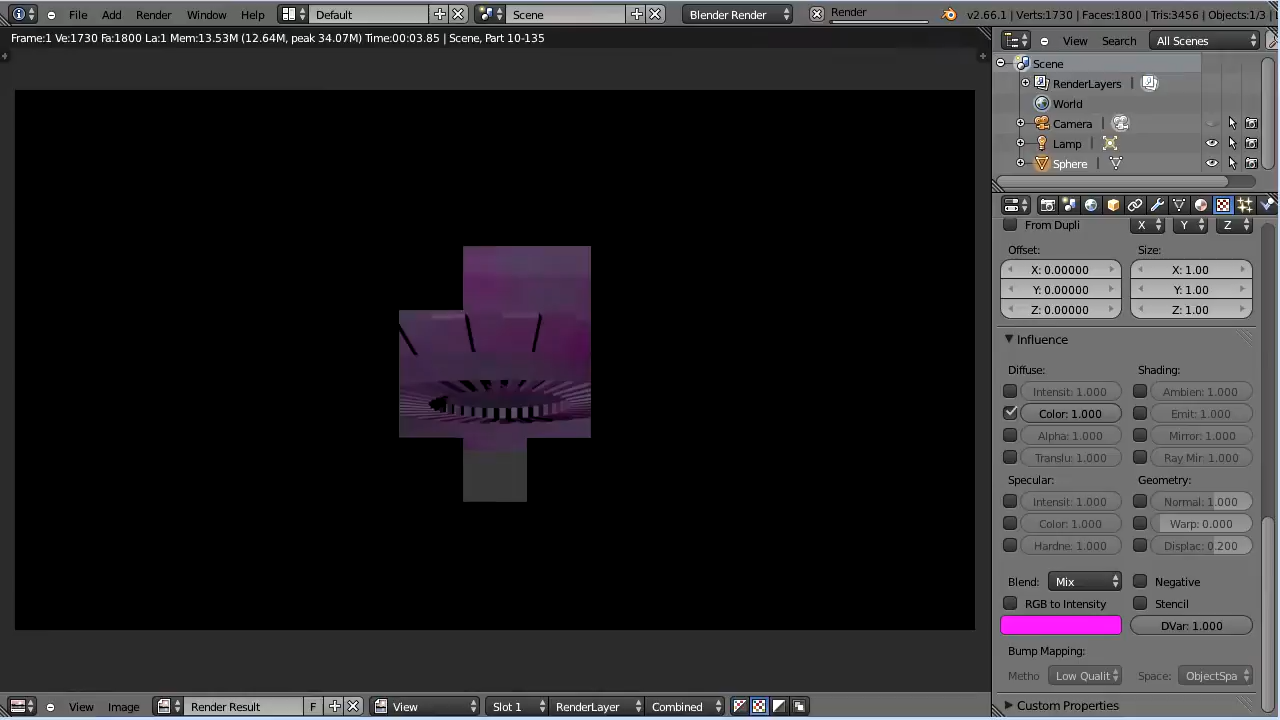 File Add Render Window Help Default Scene Blender Render Render v2.66.1 | Verts:1730 | Faces:1800 | Tris:3456 | Objects:1/3 |
Frame:1 Ve:1730 Fa:1800 La:1 Mem:13.53M (12.64M, peak 34.07M) Time:00:03.85 | Scene, Part 10-135
View Search All Scenes
Scene
RenderLayers |
World
Camera |
Lamp |
Sphere |
From Dupli X Y Z
Offset: Size:
X: 0.00000 X: 1.00
Y: 0.00000 Y: 1.00
Z: 0.00000 Z: 1.00
Influence
Diffuse: Shading:
Intensit: 1.000 Ambien: 1.000
Color: 1.000 Emit: 1.000
Alpha: 1.000 Mirror: 1.000
Translu: 1.000 Ray Mir: 1.000
Specular: Geometry:
Intensit: 1.000 Normal: 1.000
Color: 1.000 Warp: 0.000
Hardne: 1.000 Displac: 0.200
Blend: Mix Negative
RGB to Intensity Stencil
DVar: 1.000
Bump Mapping:
Metho Low Qualit Space: ObjectSpa
Custom Properties
View Image Render Result F View Slot 1 RenderLayer Combined